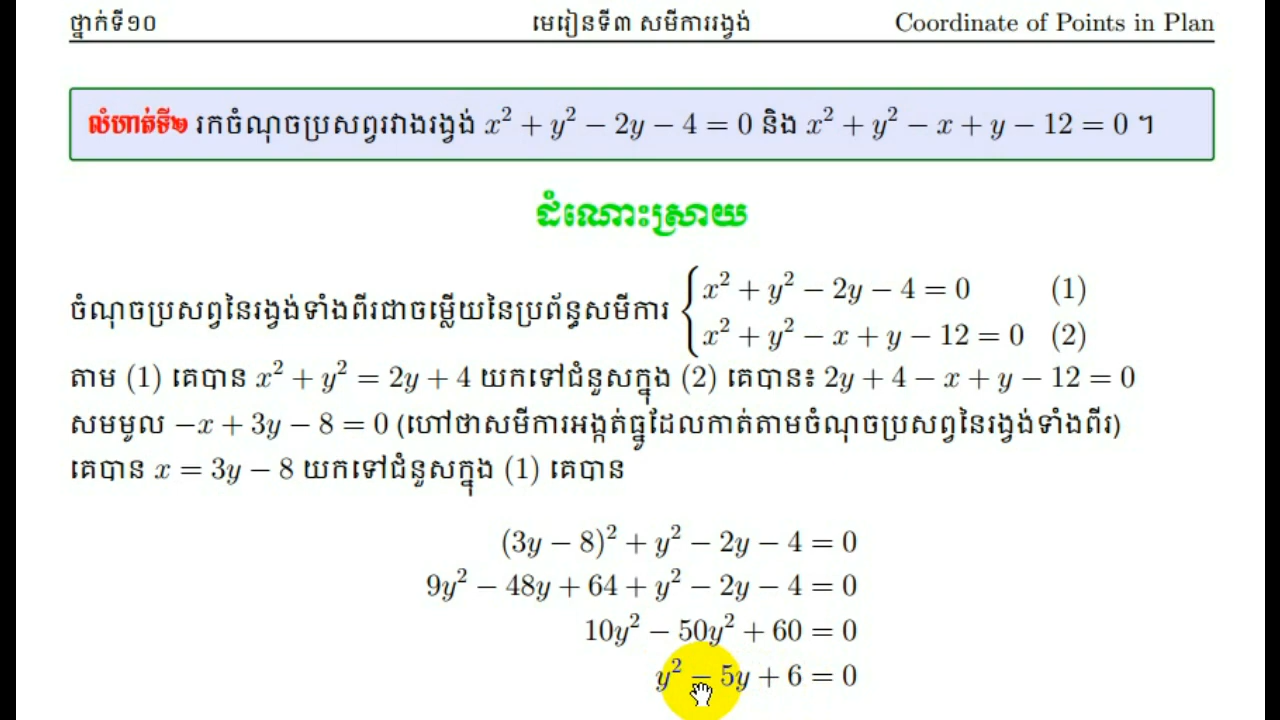 ថ្នាក់ទី១០ មេរៀនទី៣ សមីការរង្វង់ Coordinate of Points in Plan
លំហាត់ទី២ រកចំណុចប្រសព្វរវាងរង្វង់ x² + y² − 2y − 4 = 0 និង x² + y² − x + y − 12 = 0 ។
ដំណោះស្រាយ
ចំណុចប្រសព្វនៃរង្វង់ទាំងពីរជាចម្លើយនៃប្រព័ន្ធសមីការ { x² + y² − 2y − 4 = 0 (1)
x² + y² − x + y − 12 = 0 (2)
តាម (1) គេបាន x² + y² = 2y + 4 យកទៅជំនួសក្នុង (2) គេបាន៖ 2y + 4 − x + y − 12 = 0
សមមូល −x + 3y − 8 = 0 (ហៅថាសមីការអង្កត់ធ្នូដែលកាត់តាមចំណុចប្រសព្វនៃរង្វង់ទាំងពីរ)
គេបាន x = 3y − 8 យកទៅជំនួសក្នុង (1) គេបាន
(3y − 8)² + y² − 2y − 4 = 0
9y² − 48y + 64 + y² − 2y − 4 = 0
10y² − 50y² + 60 = 0
y² − 5y + 6 = 0